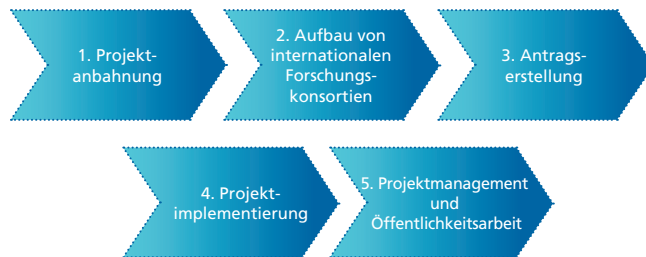 1. Projekt-
anbahnung
2. Aufbau von
internationalen
Forschungs-
konsortien
3. Antrags-
erstellung
4. Projekt-
implementierung
5. Projektmanagement
und
Öffentlichkeitsarbeit